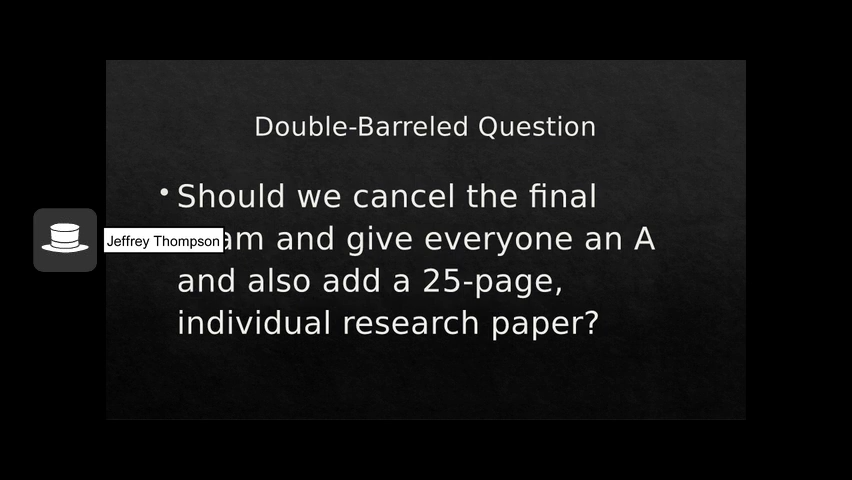 Double-Barreled Question
• Should we cancel the final
am and give everyone an A
and also add a 25-page,
individual research paper?
Jeffrey Thompson